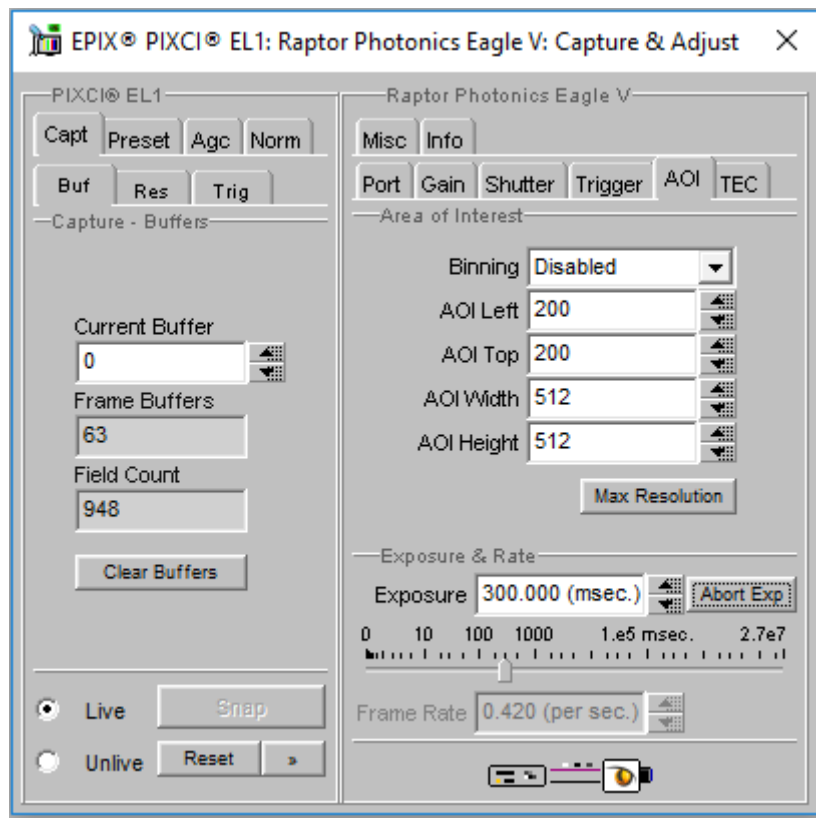 EPIX® PIXCI® EL1: Raptor Photonics Eagle V: Capture & Adjust
PIXCI® EL1
Capt Preset Agc Norm
Buf Res Trig
Capture - Buffers
Current Buffer
0
Frame Buffers
63
Field Count
948
Clear Buffers
Live Snap
Unlive Reset »
Raptor Photonics Eagle V
Misc Info
Port Gain Shutter Trigger AOI TEC
Area of Interest
Binning Disabled
AOI Left 200
AOI Top 200
AOI Width 512
AOI Height 512
Max Resolution
Exposure & Rate
Exposure 300.000 (msec.) Abort Exp
0 10 100 1000 1.e5 msec. 2.7e7
Frame Rate 0.420 (per sec.)